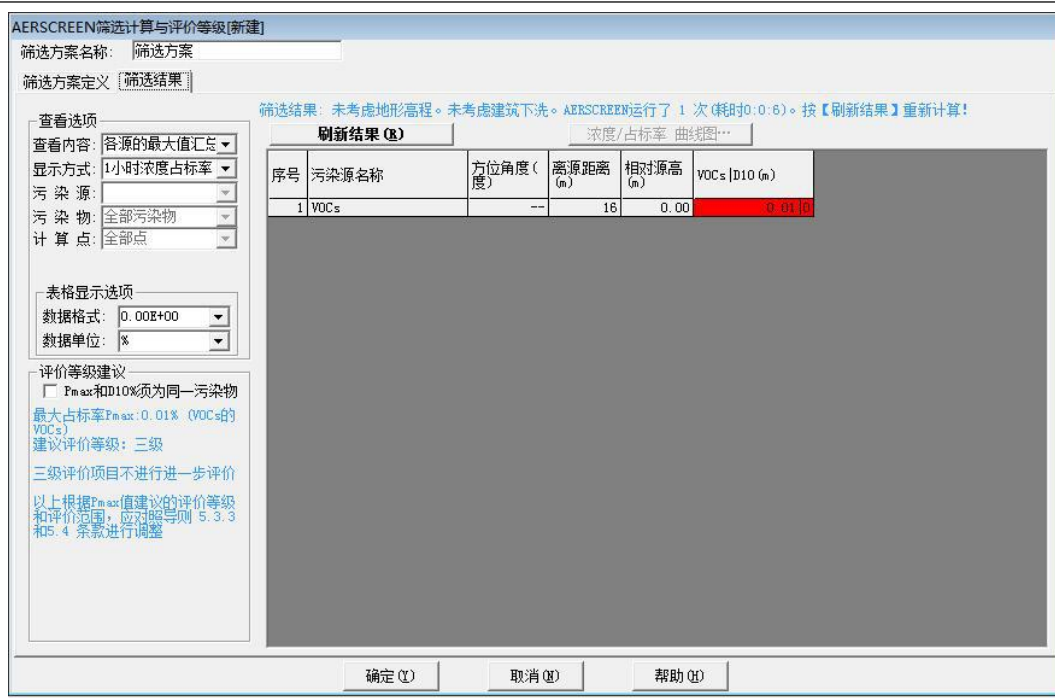 AERSCREEN筛选计算与评价等级[新建]
筛选方案名称: 筛选方案
筛选方案定义 筛选结果
筛选结果: 未考虑地形高程。未考虑建筑下洗。AERSCREEN运行了 1 次(耗时0:0:6)。按【刷新结果】重新计算!
查看选项
查看内容: 各源的最大值汇总
显示方式: 1小时浓度占标率
污 染 源:
污 染 物: 全部污染物
计 算 点: 全部点
表格显示选项
数据格式: 0.00E+00
数据单位: %
评价等级建议
Pmax和D10%须为同一污染物
最大占标率Pmax:0.01% (VOCs的
VOCs)
建议评价等级: 三级
三级评价项目不进行进一步评价
以上根据Pmax值建议的评价等级
和评价范围,应对照导则 5.3.3
和5.4 条款进行调整
刷新结果(R) 浓度/占标率 曲线图…
序号 污染源名称 方位角度(度) 离源距离(m) 相对源高(m) VOCs|D10(m)
1 VOCs -- 16 0.00 0.01|0
确定(Y) 取消(N) 帮助(H)